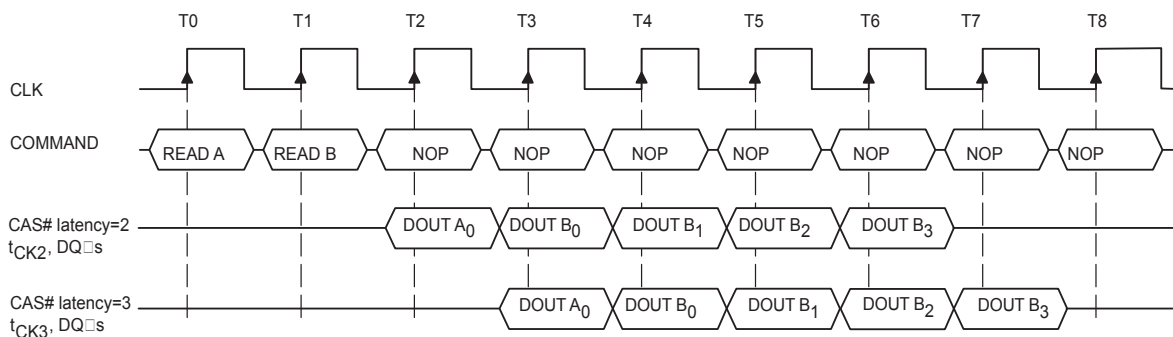 T0 T1 T2 T3 T4 T5 T6 T7 T8
CLK
COMMAND READ A READ B NOP NOP NOP NOP NOP NOP NOP
CAS# latency=2 DOUT A0 DOUT B0 DOUT B1 DOUT B2 DOUT B3
tCK2, DQ□s
CAS# latency=3 DOUT A0 DOUT B0 DOUT B1 DOUT B2 DOUT B3
tCK3, DQ□s